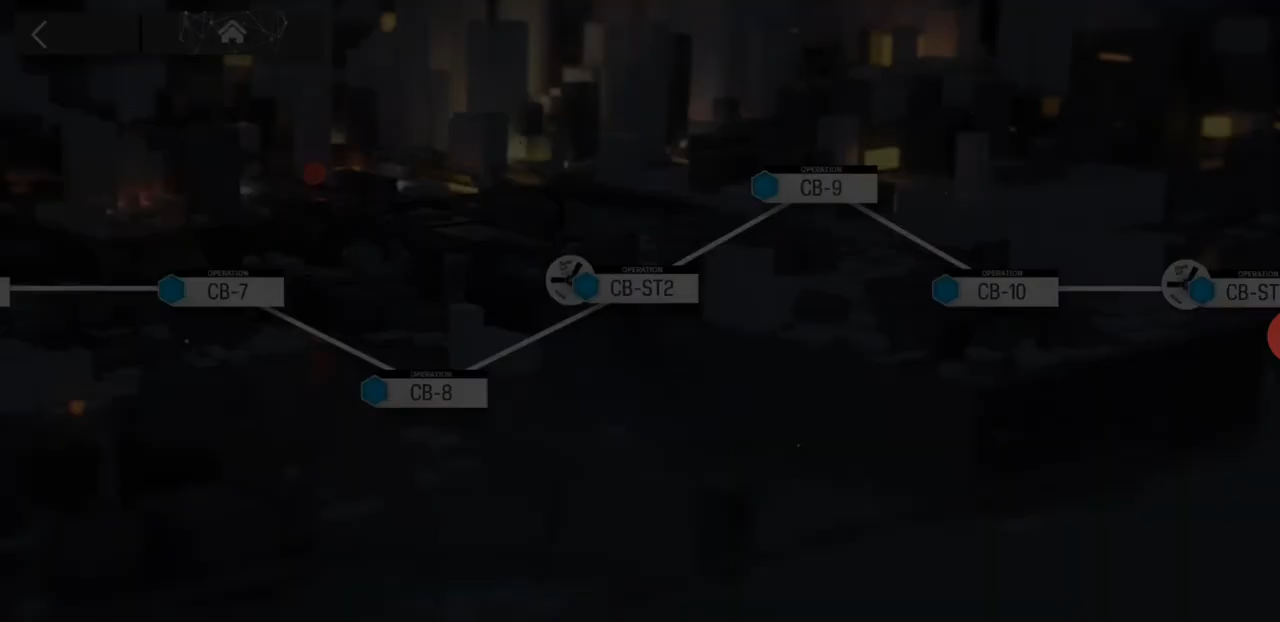 OPERATION
CB-9
OPERATION
CB-7
OPERATION
CB-ST2
OPERATION
CB-10
OPERATION
CB-ST
OPERATION
CB-8